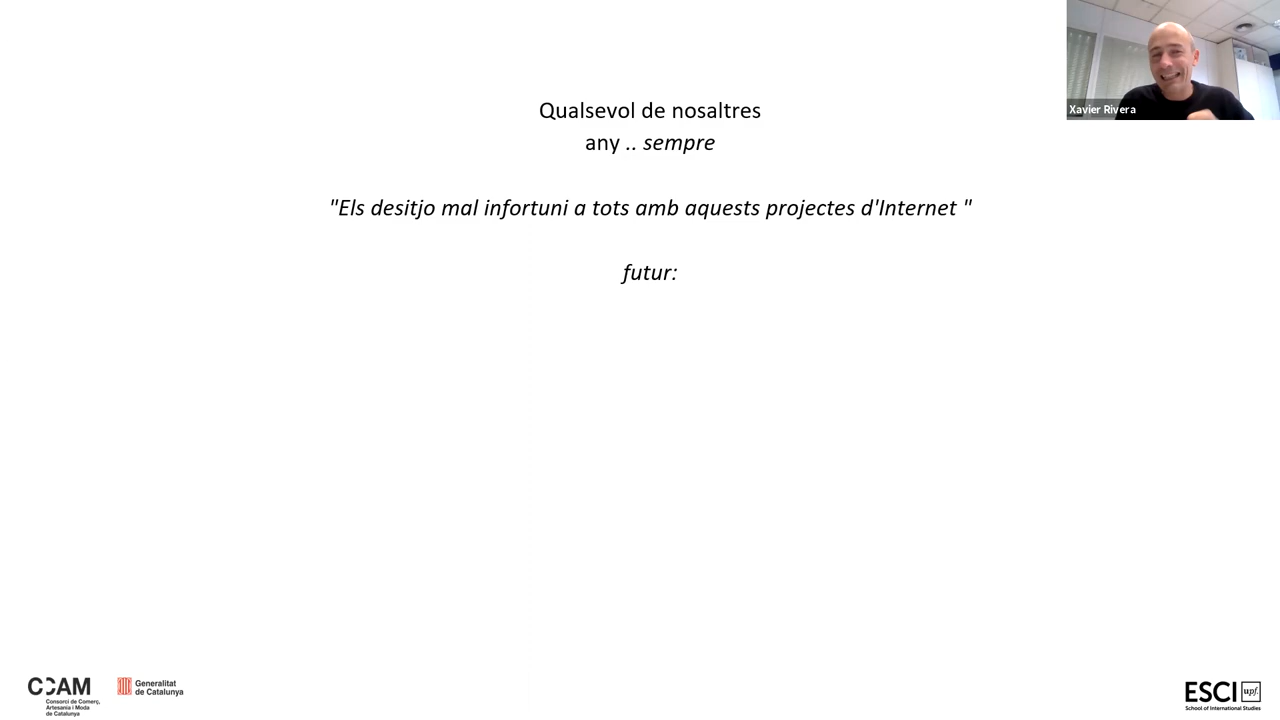 Xavier Rivera
Qualsevol de nosaltres
any .. sempre
"Els desitjo mal infortuni a tots amb aquests projectes d'Internet "
futur:
CCAM
Consorci de Comerç,
Artesania i Moda
de Catalunya
Generalitat
de Catalunya
ESCI upf.
School of International Studies